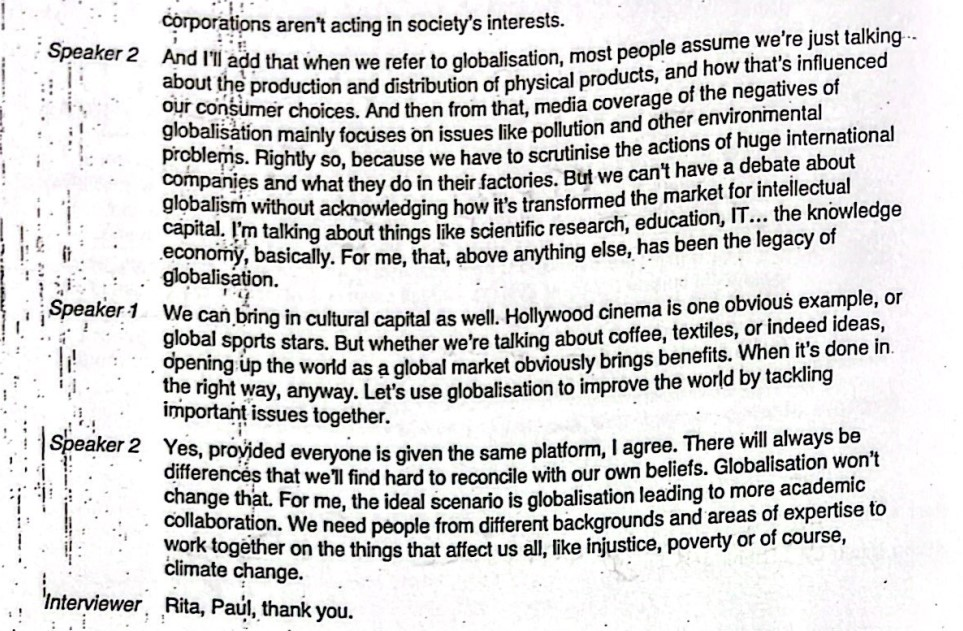 corporations aren't acting in society's interests.
Speaker 2 And I'll add that when we refer to globalisation, most people assume we're just talking
about the production and distribution of physical products, and how that's influenced
our consumer choices. And then from that, media coverage of the negatives of
globalisation mainly focuses on issues like pollution and other environmental
problems. Rightly so, because we have to scrutinise the actions of huge international
companies and what they do in their factories. But we can't have a debate about
globalism without acknowledging how it's transformed the market for intellectual
capital. I'm talking about things like scientific research, education, IT... the knowledge
economy, basically. For me, that, above anything else, has been the legacy of
globalisation.
Speaker 1 We can bring in cultural capital as well. Hollywood cinema is one obvious example, or
global sports stars. But whether we're talking about coffee, textiles, or indeed ideas,
opening up the world as a global market obviously brings benefits. When it's done in
the right way, anyway. Let's use globalisation to improve the world by tackling
important issues together.
Speaker 2 Yes, provided everyone is given the same platform, I agree. There will always be
differences that we'll find hard to reconcile with our own beliefs. Globalisation won't
change that. For me, the ideal scenario is globalisation leading to more academic
collaboration. We need people from different backgrounds and areas of expertise to
work together on the things that affect us all, like injustice, poverty or of course,
climate change.
Interviewer Rita, Paul, thank you.